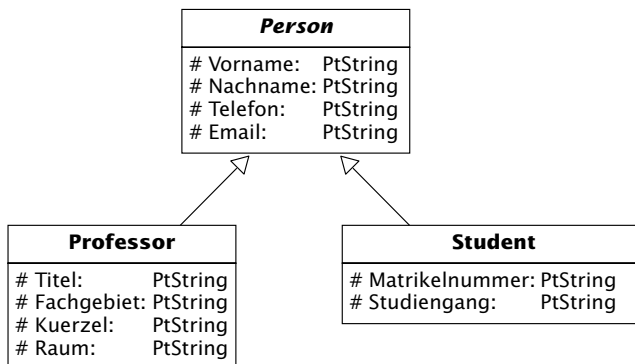 Person
# Vorname: PtString
# Nachname: PtString
# Telefon: PtString
# Email: PtString
Professor
# Titel: PtString
# Fachgebiet: PtString
# Kuerzel: PtString
# Raum: PtString
Student
# Matrikelnummer: PtString
# Studiengang: PtString